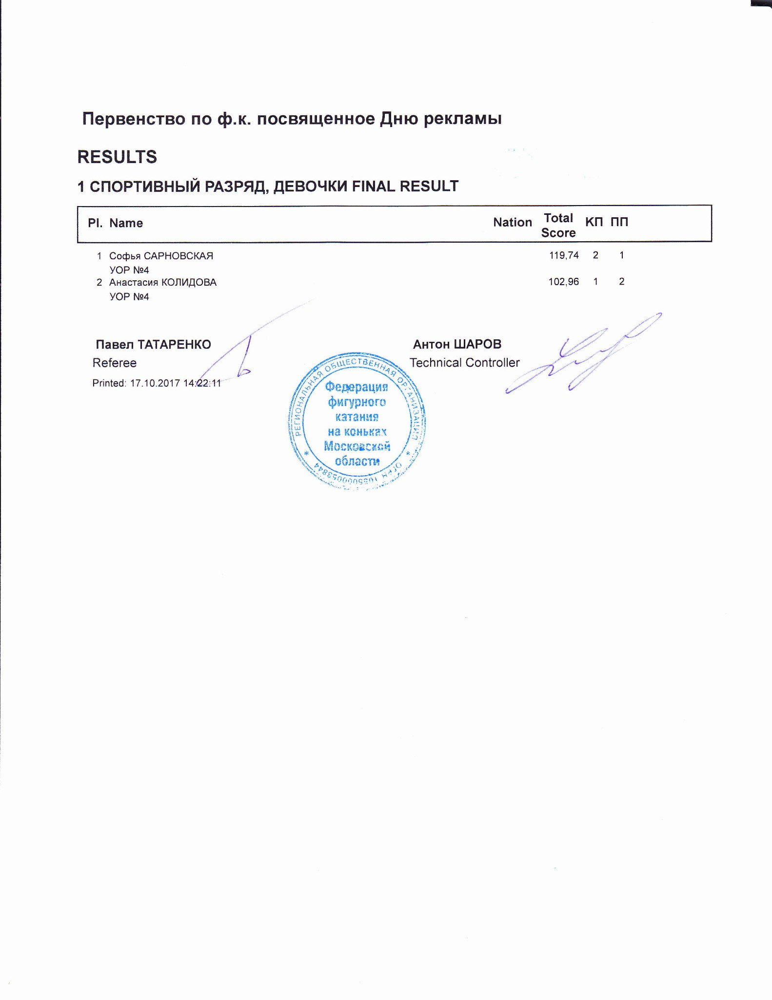 Первенство по ф.к. посвященное Дню рекламы
RESULTS
1 СПОРТИВНЫЙ РАЗРЯД, ДЕВОЧКИ FINAL RESULT
Pl. Name Nation Total Score КП ПП
1 Софья САРНОВСКАЯ 119,74 2 1
УОР №4
2 Анастасия КОЛИДОВА 102,96 1 2
УОР №4
Павел ТАТАРЕНКО Антон ШАРОВ
Referee Technical Controller
Printed: 17.10.2017 14:22:11
РЕГИОНАЛЬНАЯ ОБЩЕСТВЕННАЯ ОРГАНИЗАЦИЯ
Федерация
фигурного
катания
на коньках
Московской
области
ОГРН